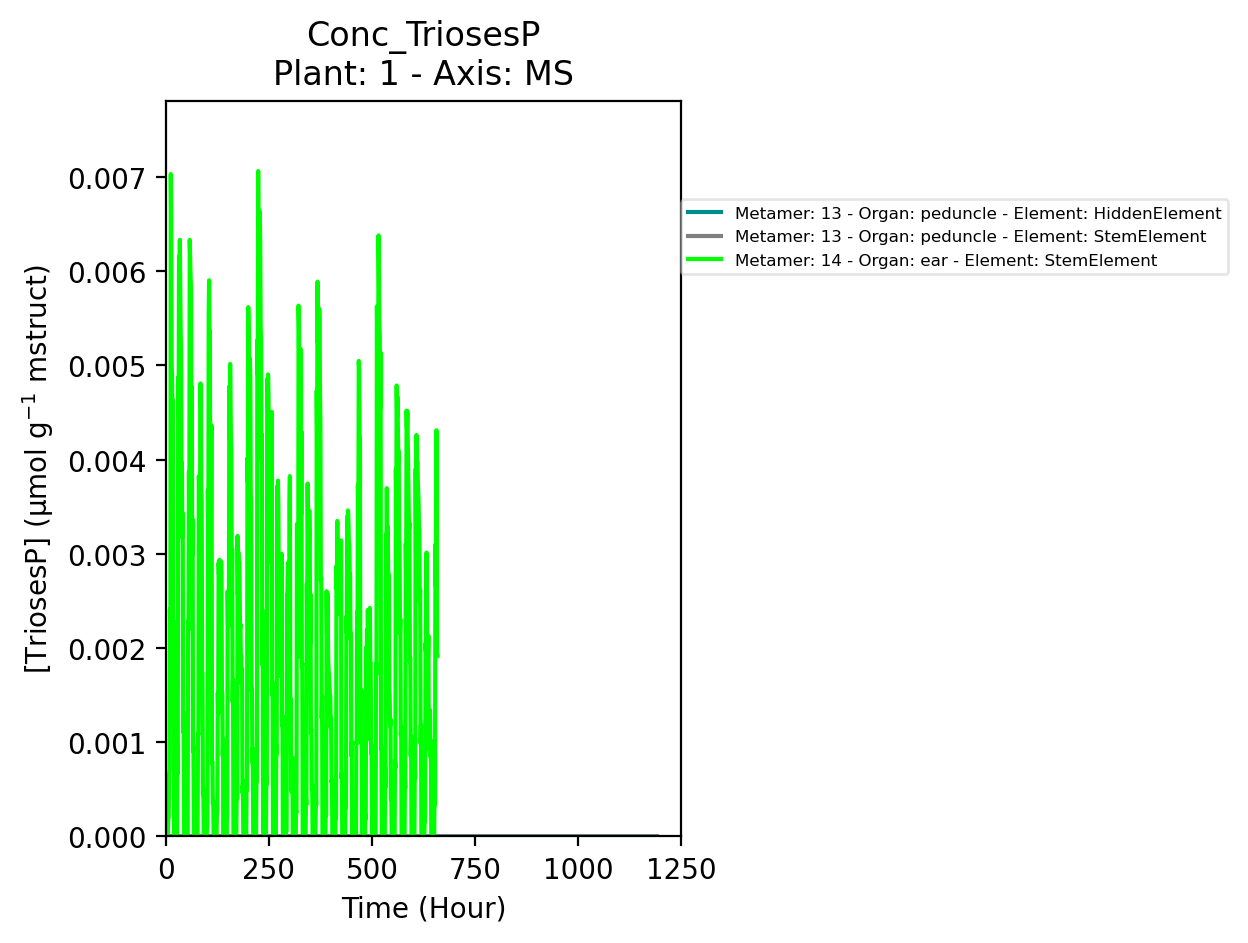 Conc_TriosesP
Plant: 1 - Axis: MS
0.007
0.006
0.005
0.004
0.003
0.002
0.001
0.000
[TriosesP] (µmol g⁻¹ mstruct)
0 250 500 750 1000 1250
Time (Hour)
Metamer: 13 - Organ: peduncle - Element: HiddenElement
Metamer: 13 - Organ: peduncle - Element: StemElement
Metamer: 14 - Organ: ear - Element: StemElement